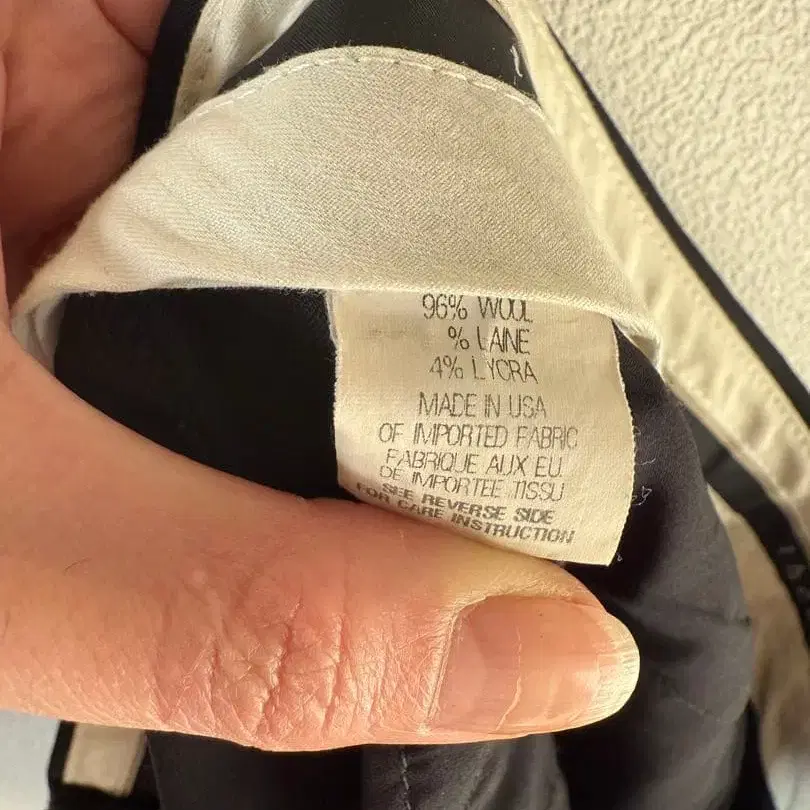 96% WOOL
% LAINE
4% LYCRA
MADE IN USA
OF IMPORTED FABRIC
FABRIQUE AUX EU
DE IMPORTEE TISSU
SEE REVERSE SIDE
FOR CARE INSTRUCTION